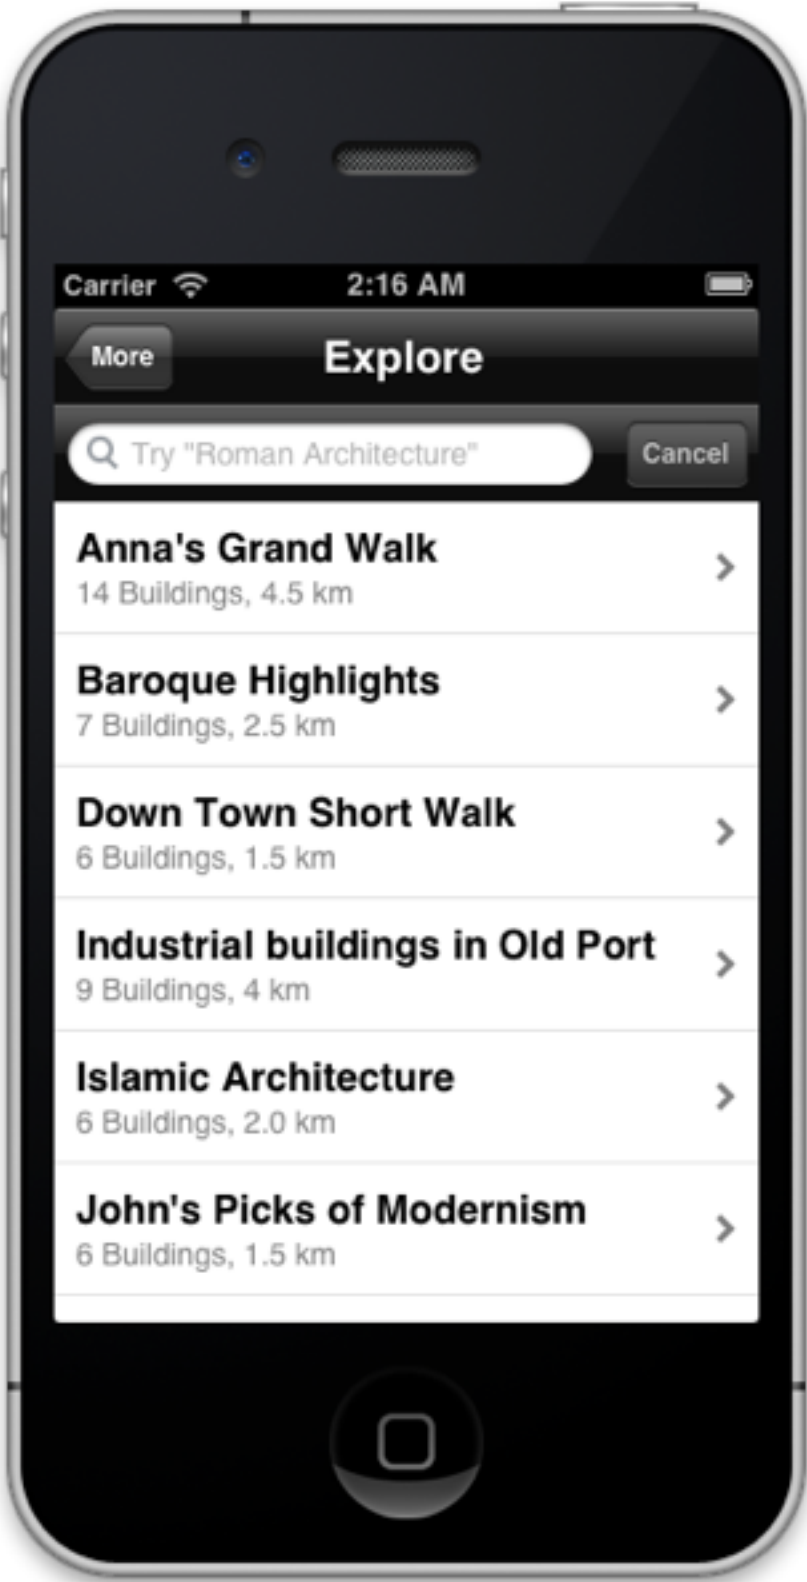 Carrier 2:16 AM
More Explore
Try "Roman Architecture" Cancel
Anna's Grand Walk
14 Buildings, 4.5 km
Baroque Highlights
7 Buildings, 2.5 km
Down Town Short Walk
6 Buildings, 1.5 km
Industrial buildings in Old Port
9 Buildings, 4 km
Islamic Architecture
6 Buildings, 2.0 km
John's Picks of Modernism
6 Buildings, 1.5 km